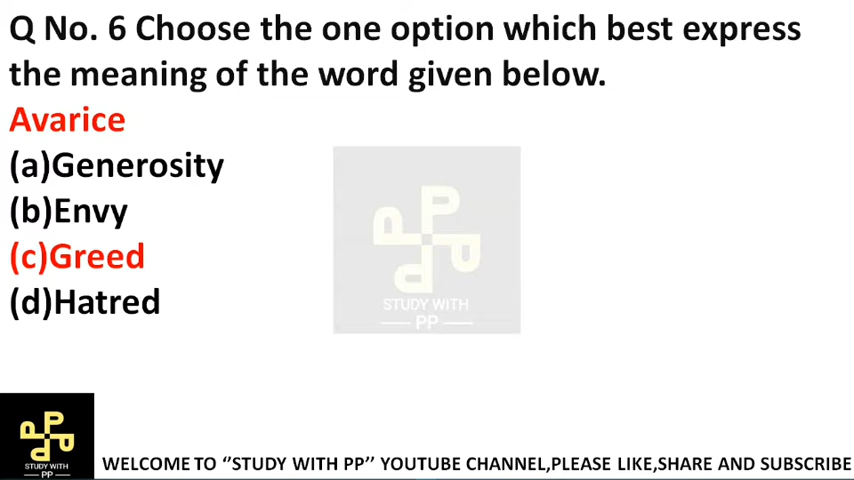 Q No. 6 Choose the one option which best express
the meaning of the word given below.
Avarice
(a)Generosity
(b)Envy
(c)Greed
(d)Hatred
STUDY WITH
PP
STUDY WITH
PP
WELCOME TO ‘’STUDY WITH PP’’ YOUTUBE CHANNEL,PLEASE LIKE,SHARE AND SUBSCRIBE